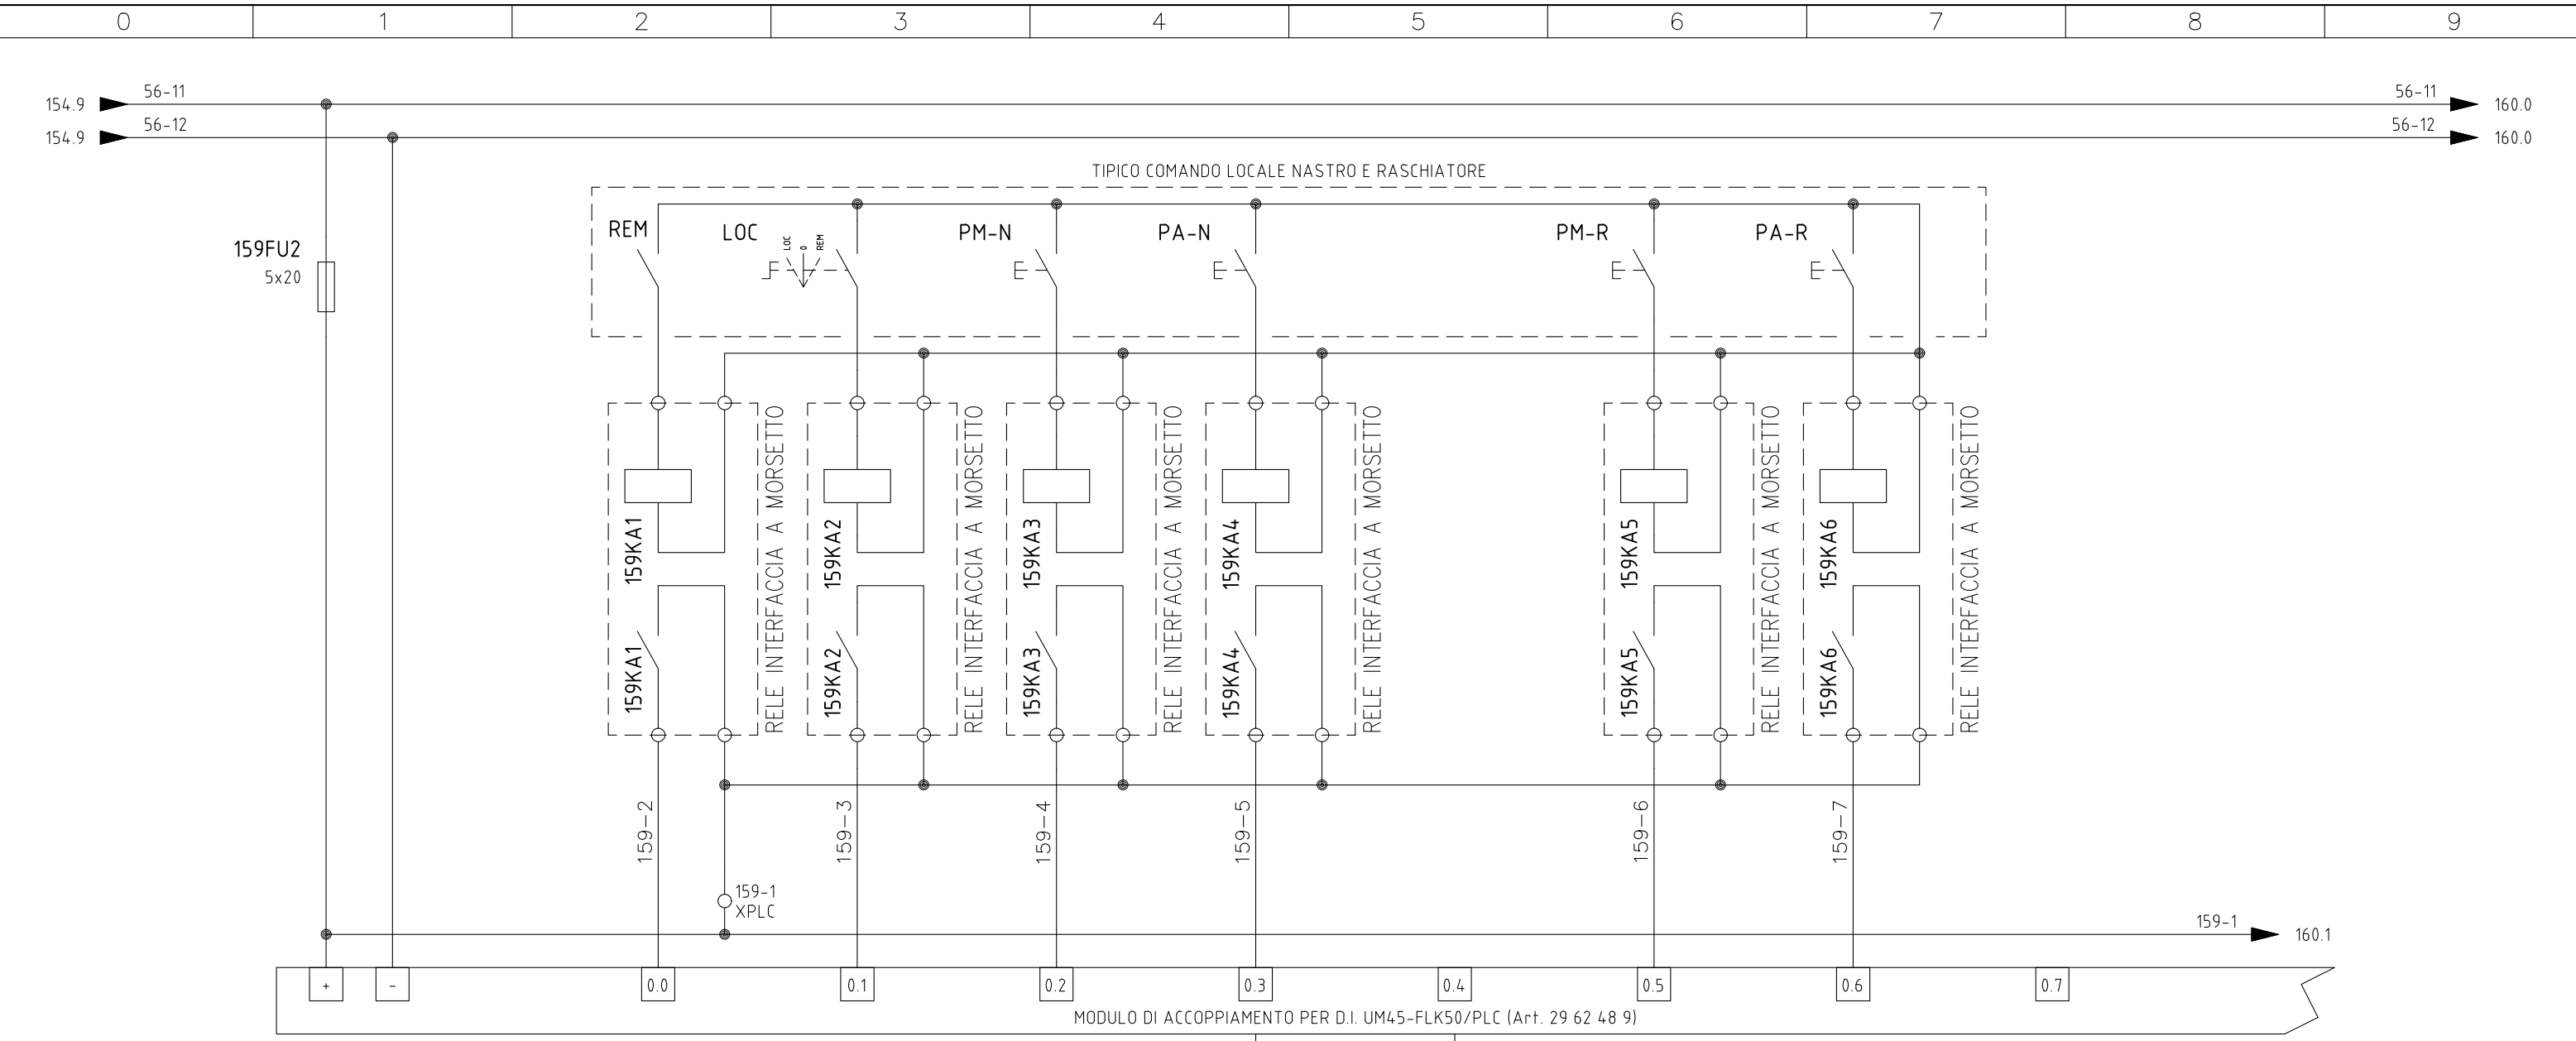 0 1 2 3 4 5 6 7 8 9
154.9 56-11 56-11 160.0
154.9 56-12 56-12 160.0
TIPICO COMANDO LOCALE NASTRO E RASCHIATORE
159FU2
5x20
REM
LOC
LOC
0
REM
PM-N
PA-N
PM-R
PA-R
159KA1
159KA1
RELE INTERFACCIA A MORSETTO
159KA2
159KA2
RELE INTERFACCIA A MORSETTO
159KA3
159KA3
RELE INTERFACCIA A MORSETTO
159KA4
159KA4
RELE INTERFACCIA A MORSETTO
159KA5
159KA5
RELE INTERFACCIA A MORSETTO
159KA6
159KA6
RELE INTERFACCIA A MORSETTO
159-2
159-3
159-4
159-5
159-6
159-7
159-1
XPLC
159-1
160.1
+ - 0.0 0.1 0.2 0.3 0.4 0.5 0.6 0.7
MODULO DI ACCOPPIAMENTO PER D.I. UM45-FLK50/PLC (Art. 29 62 48 9)